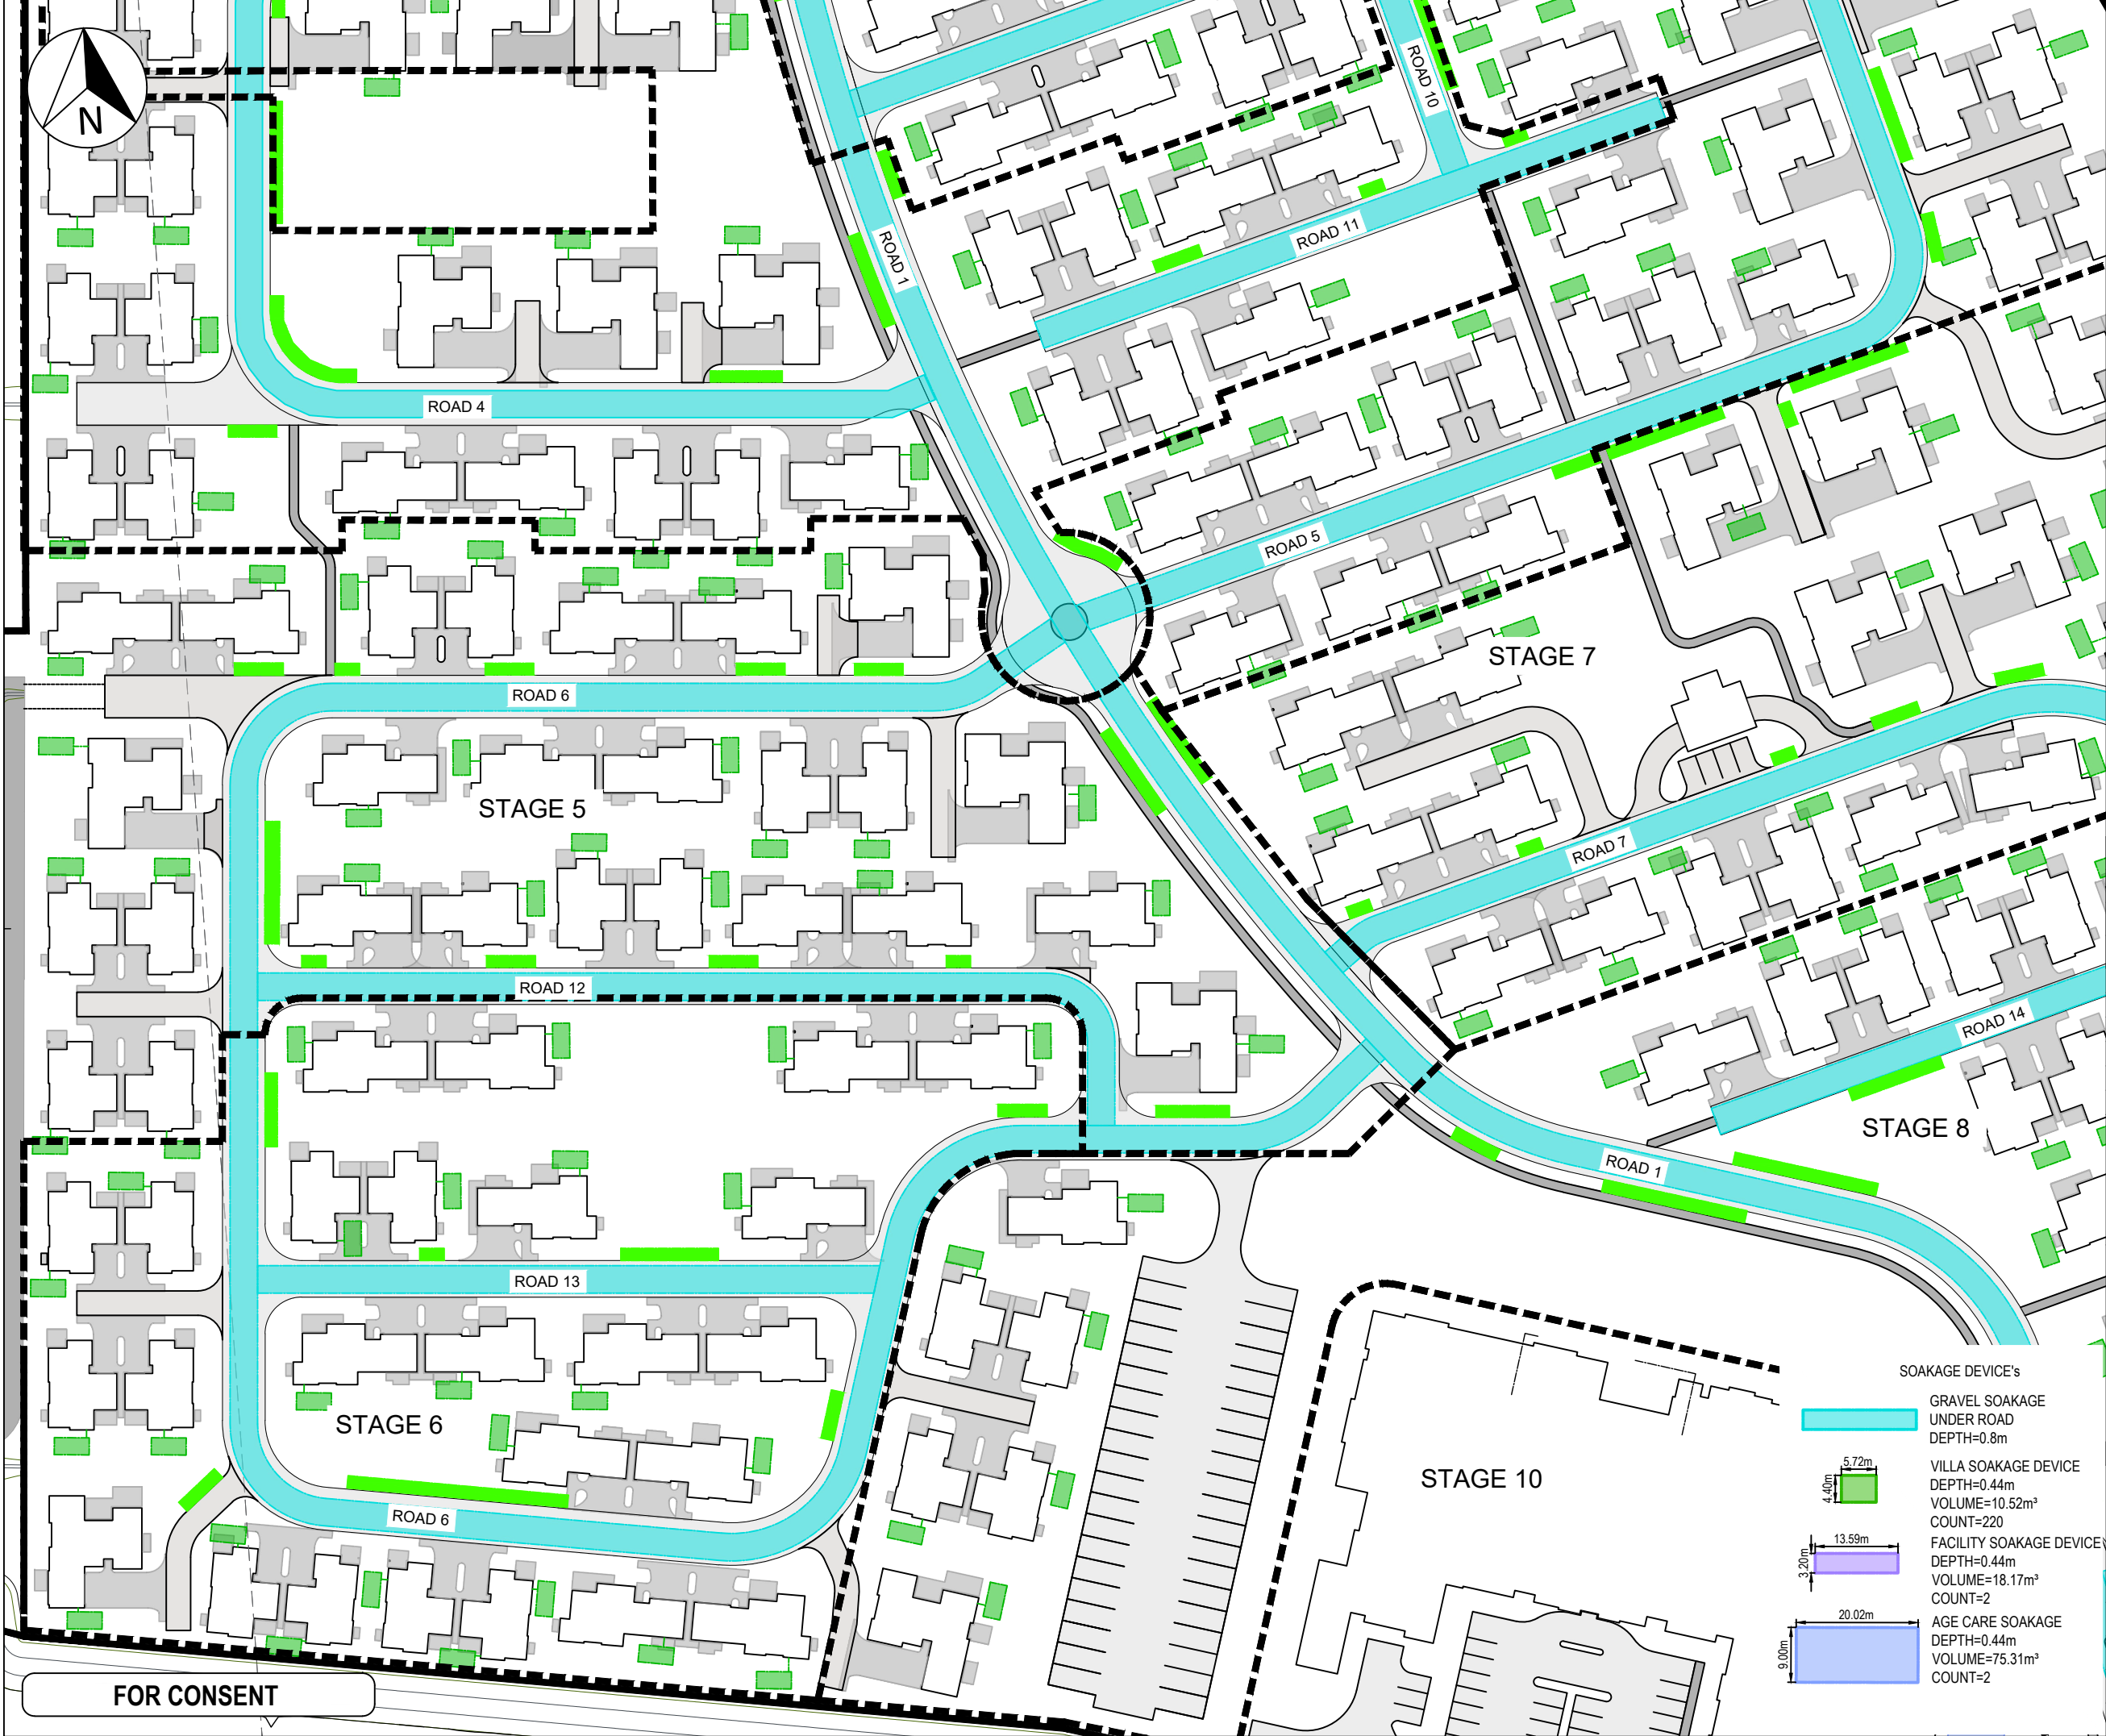 N
ROAD 10
ROAD 1
ROAD 11
ROAD 4
ROAD 5
STAGE 7
ROAD 6
STAGE 5
ROAD 7
ROAD 12
ROAD 14
STAGE 8
ROAD 1
ROAD 13
STAGE 6
ROAD 6
STAGE 10
FOR CONSENT
SOAKAGE DEVICE's
GRAVEL SOAKAGE
UNDER ROAD
DEPTH=0.8m
5.72m
4.40m
VILLA SOAKAGE DEVICE
DEPTH=0.44m
VOLUME=10.52m³
COUNT=220
13.59m
3.20m
FACILITY SOAKAGE DEVICE
DEPTH=0.44m
VOLUME=18.17m³
COUNT=2
20.02m
9.00m
AGE CARE SOAKAGE
DEPTH=0.44m
VOLUME=75.31m³
COUNT=2